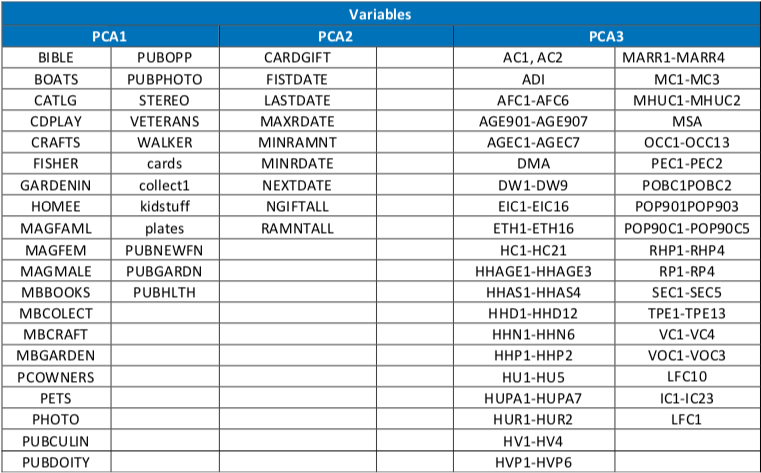 Variables
PCA1 PCA2 PCA3
BIBLE PUBOPP CARDGIFT AC1, AC2 MARR1-MARR4
BOATS PUBPHOTO FISTDATE ADI MC1-MC3
CATLG STEREO LASTDATE AFC1-AFC6 MHUC1-MHUC2
CDPLAY VETERANS MAXRDATE AGE901-AGE907 MSA
CRAFTS WALKER MINRAMNT AGEC1-AGEC7 OCC1-OCC13
FISHER cards MINRDATE DMA PEC1-PEC2
GARDENIN collect1 NEXTDATE DW1-DW9 POBC1POBC2
HOMEE kidstuff NGIFTALL EIC1-EIC16 POP901POP903
MAGFAML plates RAMNTALL ETH1-ETH16 POP90C1-POP90C5
MAGFEM PUBNEWFN HC1-HC21 RHP1-RHP4
MAGMALE PUBGARDN HHAGE1-HHAGE3 RP1-RP4
MBBOOKS PUBHLTH HHAS1-HHAS4 SEC1-SEC5
MBCOLECT HHD1-HHD12 TPE1-TPE13
MBCRAFT HHN1-HHN6 VC1-VC4
MBGARDEN HHP1-HHP2 VOC1-VOC3
PCOWNERS HU1-HU5 LFC10
PETS HUPA1-HUPA7 IC1-IC23
PHOTO HUR1-HUR2 LFC1
PUBCULIN HV1-HV4
PUBDOITY HVP1-HVP6